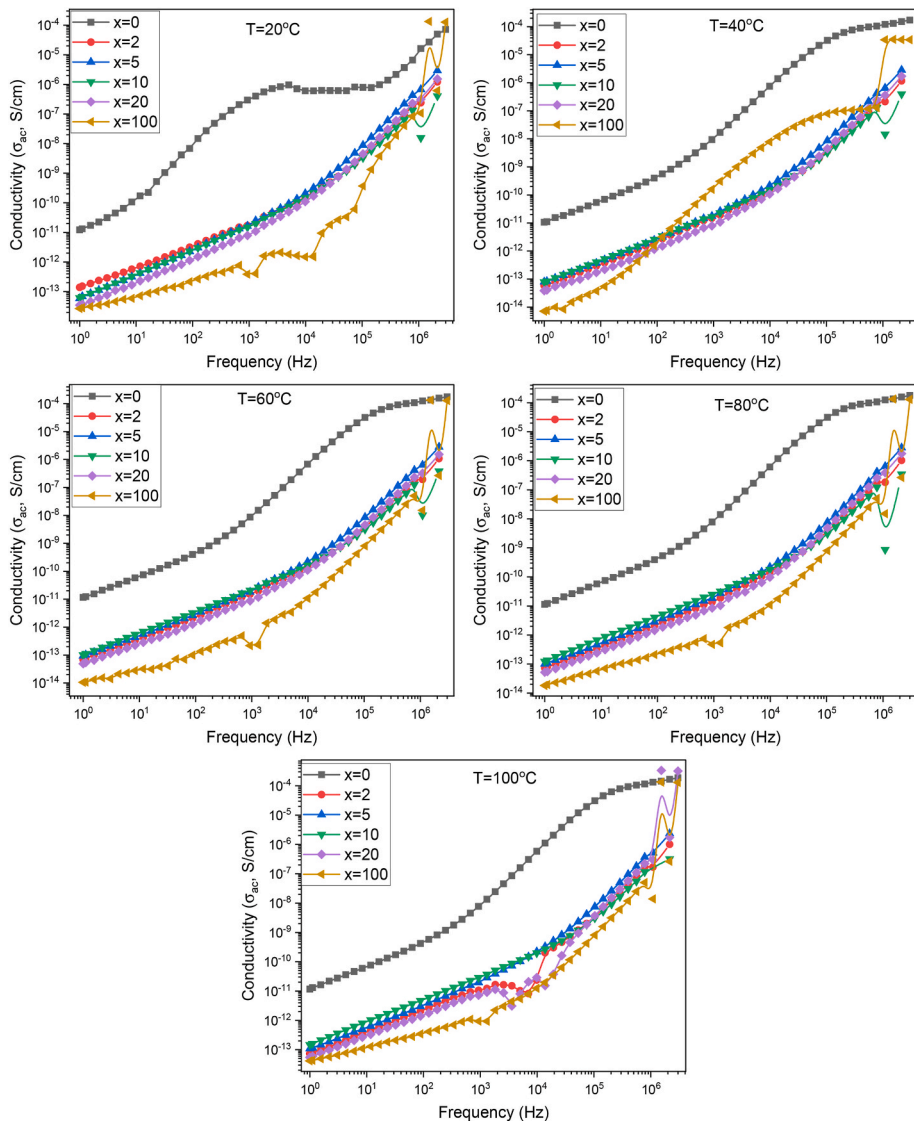 T=20°C
x=0
x=2
x=5
x=10
x=20
x=100
Conductivity (σac, S/cm)
10⁻⁴
10⁻⁵
10⁻⁶
10⁻⁷
10⁻⁸
10⁻⁹
10⁻¹⁰
10⁻¹¹
10⁻¹²
10⁻¹³
10⁰ 10¹ 10² 10³ 10⁴ 10⁵ 10⁶
Frequency (Hz)
T=40°C
x=0
x=2
x=5
x=10
x=20
x=100
Conductivity (σac, S/cm)
10⁻⁴
10⁻⁵
10⁻⁶
10⁻⁷
10⁻⁸
10⁻⁹
10⁻¹⁰
10⁻¹¹
10⁻¹²
10⁻¹³
10⁻¹⁴
10⁰ 10¹ 10² 10³ 10⁴ 10⁵ 10⁶
Frequency (Hz)
T=60°C
x=0
x=2
x=5
x=10
x=20
x=100
Conductivity (σac, S/cm)
10⁻⁴
10⁻⁵
10⁻⁶
10⁻⁷
10⁻⁸
10⁻⁹
10⁻¹⁰
10⁻¹¹
10⁻¹²
10⁻¹³
10⁻¹⁴
10⁰ 10¹ 10² 10³ 10⁴ 10⁵ 10⁶
Frequency (Hz)
T=80°C
x=0
x=2
x=5
x=10
x=20
x=100
Conductivity (σac, S/cm)
10⁻⁴
10⁻⁵
10⁻⁶
10⁻⁷
10⁻⁸
10⁻⁹
10⁻¹⁰
10⁻¹¹
10⁻¹²
10⁻¹³
10⁻¹⁴
10⁰ 10¹ 10² 10³ 10⁴ 10⁵ 10⁶
Frequency (Hz)
T=100°C
x=0
x=2
x=5
x=10
x=20
x=100
Conductivity (σac, S/cm)
10⁻⁴
10⁻⁵
10⁻⁶
10⁻⁷
10⁻⁸
10⁻⁹
10⁻¹⁰
10⁻¹¹
10⁻¹²
10⁻¹³
10⁰ 10¹ 10² 10³ 10⁴ 10⁵ 10⁶
Frequency (Hz)